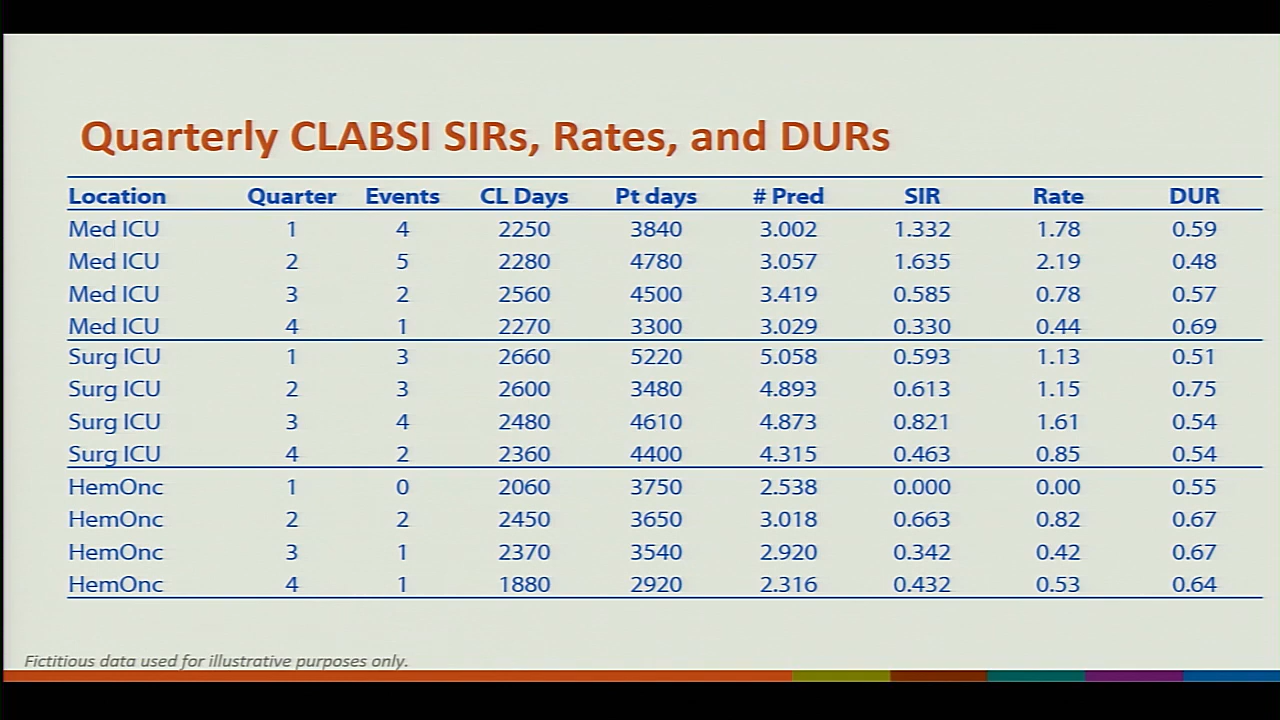 Quarterly CLABSI SIRs, Rates, and DURs
Location Quarter Events CL Days Pt days # Pred SIR Rate DUR
Med ICU 1 4 2250 3840 3.002 1.332 1.78 0.59
Med ICU 2 5 2280 4780 3.057 1.635 2.19 0.48
Med ICU 3 2 2560 4500 3.419 0.585 0.78 0.57
Med ICU 4 1 2270 3300 3.029 0.330 0.44 0.69
Surg ICU 1 3 2660 5220 5.058 0.593 1.13 0.51
Surg ICU 2 3 2600 3480 4.893 0.613 1.15 0.75
Surg ICU 3 4 2480 4610 4.873 0.821 1.61 0.54
Surg ICU 4 2 2360 4400 4.315 0.463 0.85 0.54
HemOnc 1 0 2060 3750 2.538 0.000 0.00 0.55
HemOnc 2 2 2450 3650 3.018 0.663 0.82 0.67
HemOnc 3 1 2370 3540 2.920 0.342 0.42 0.67
HemOnc 4 1 1880 2920 2.316 0.432 0.53 0.64
Fictitious data used for illustrative purposes only.